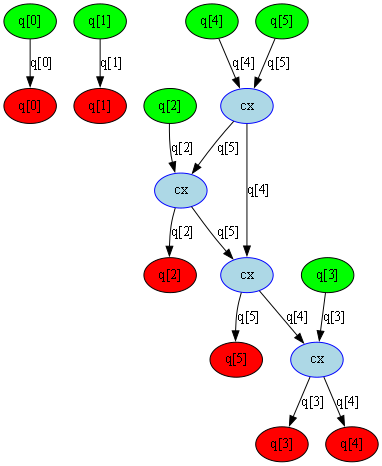 q[0] q[1] q[4] q[5]
q[0] q[1] q[4] q[5]
q[0] q[1] q[2] cx
q[2] q[5]
cx q[4]
q[2] q[5]
q[2] cx q[3]
q[5] q[4] q[3]
q[5] cx
q[3] q[4]
q[3] q[4]